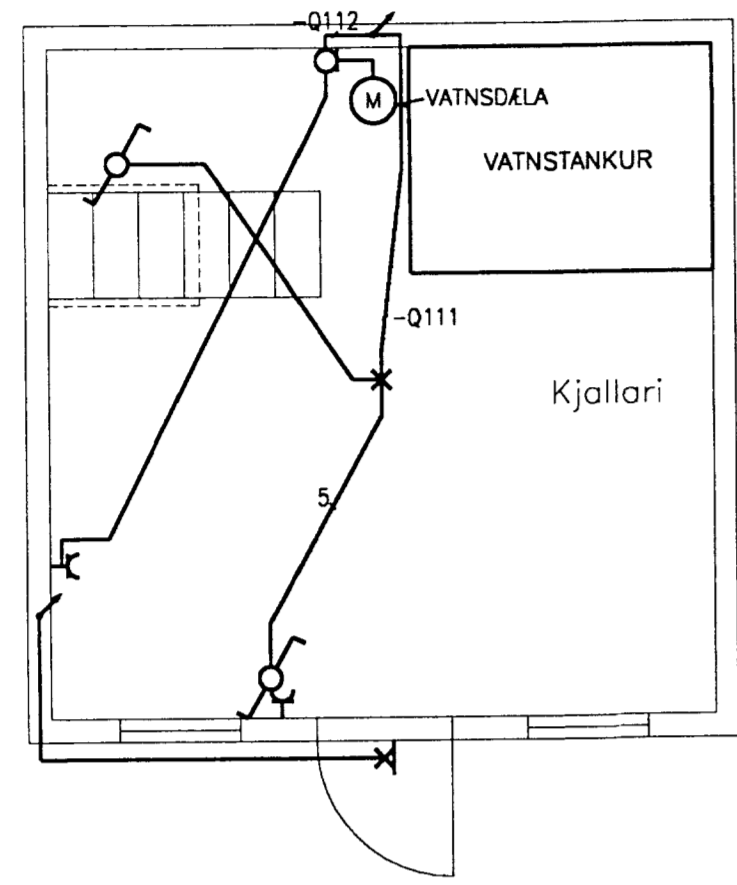 -Q112
M
VATNSDÆLA
VATNSTANKUR
-Q111
Kjallari
5